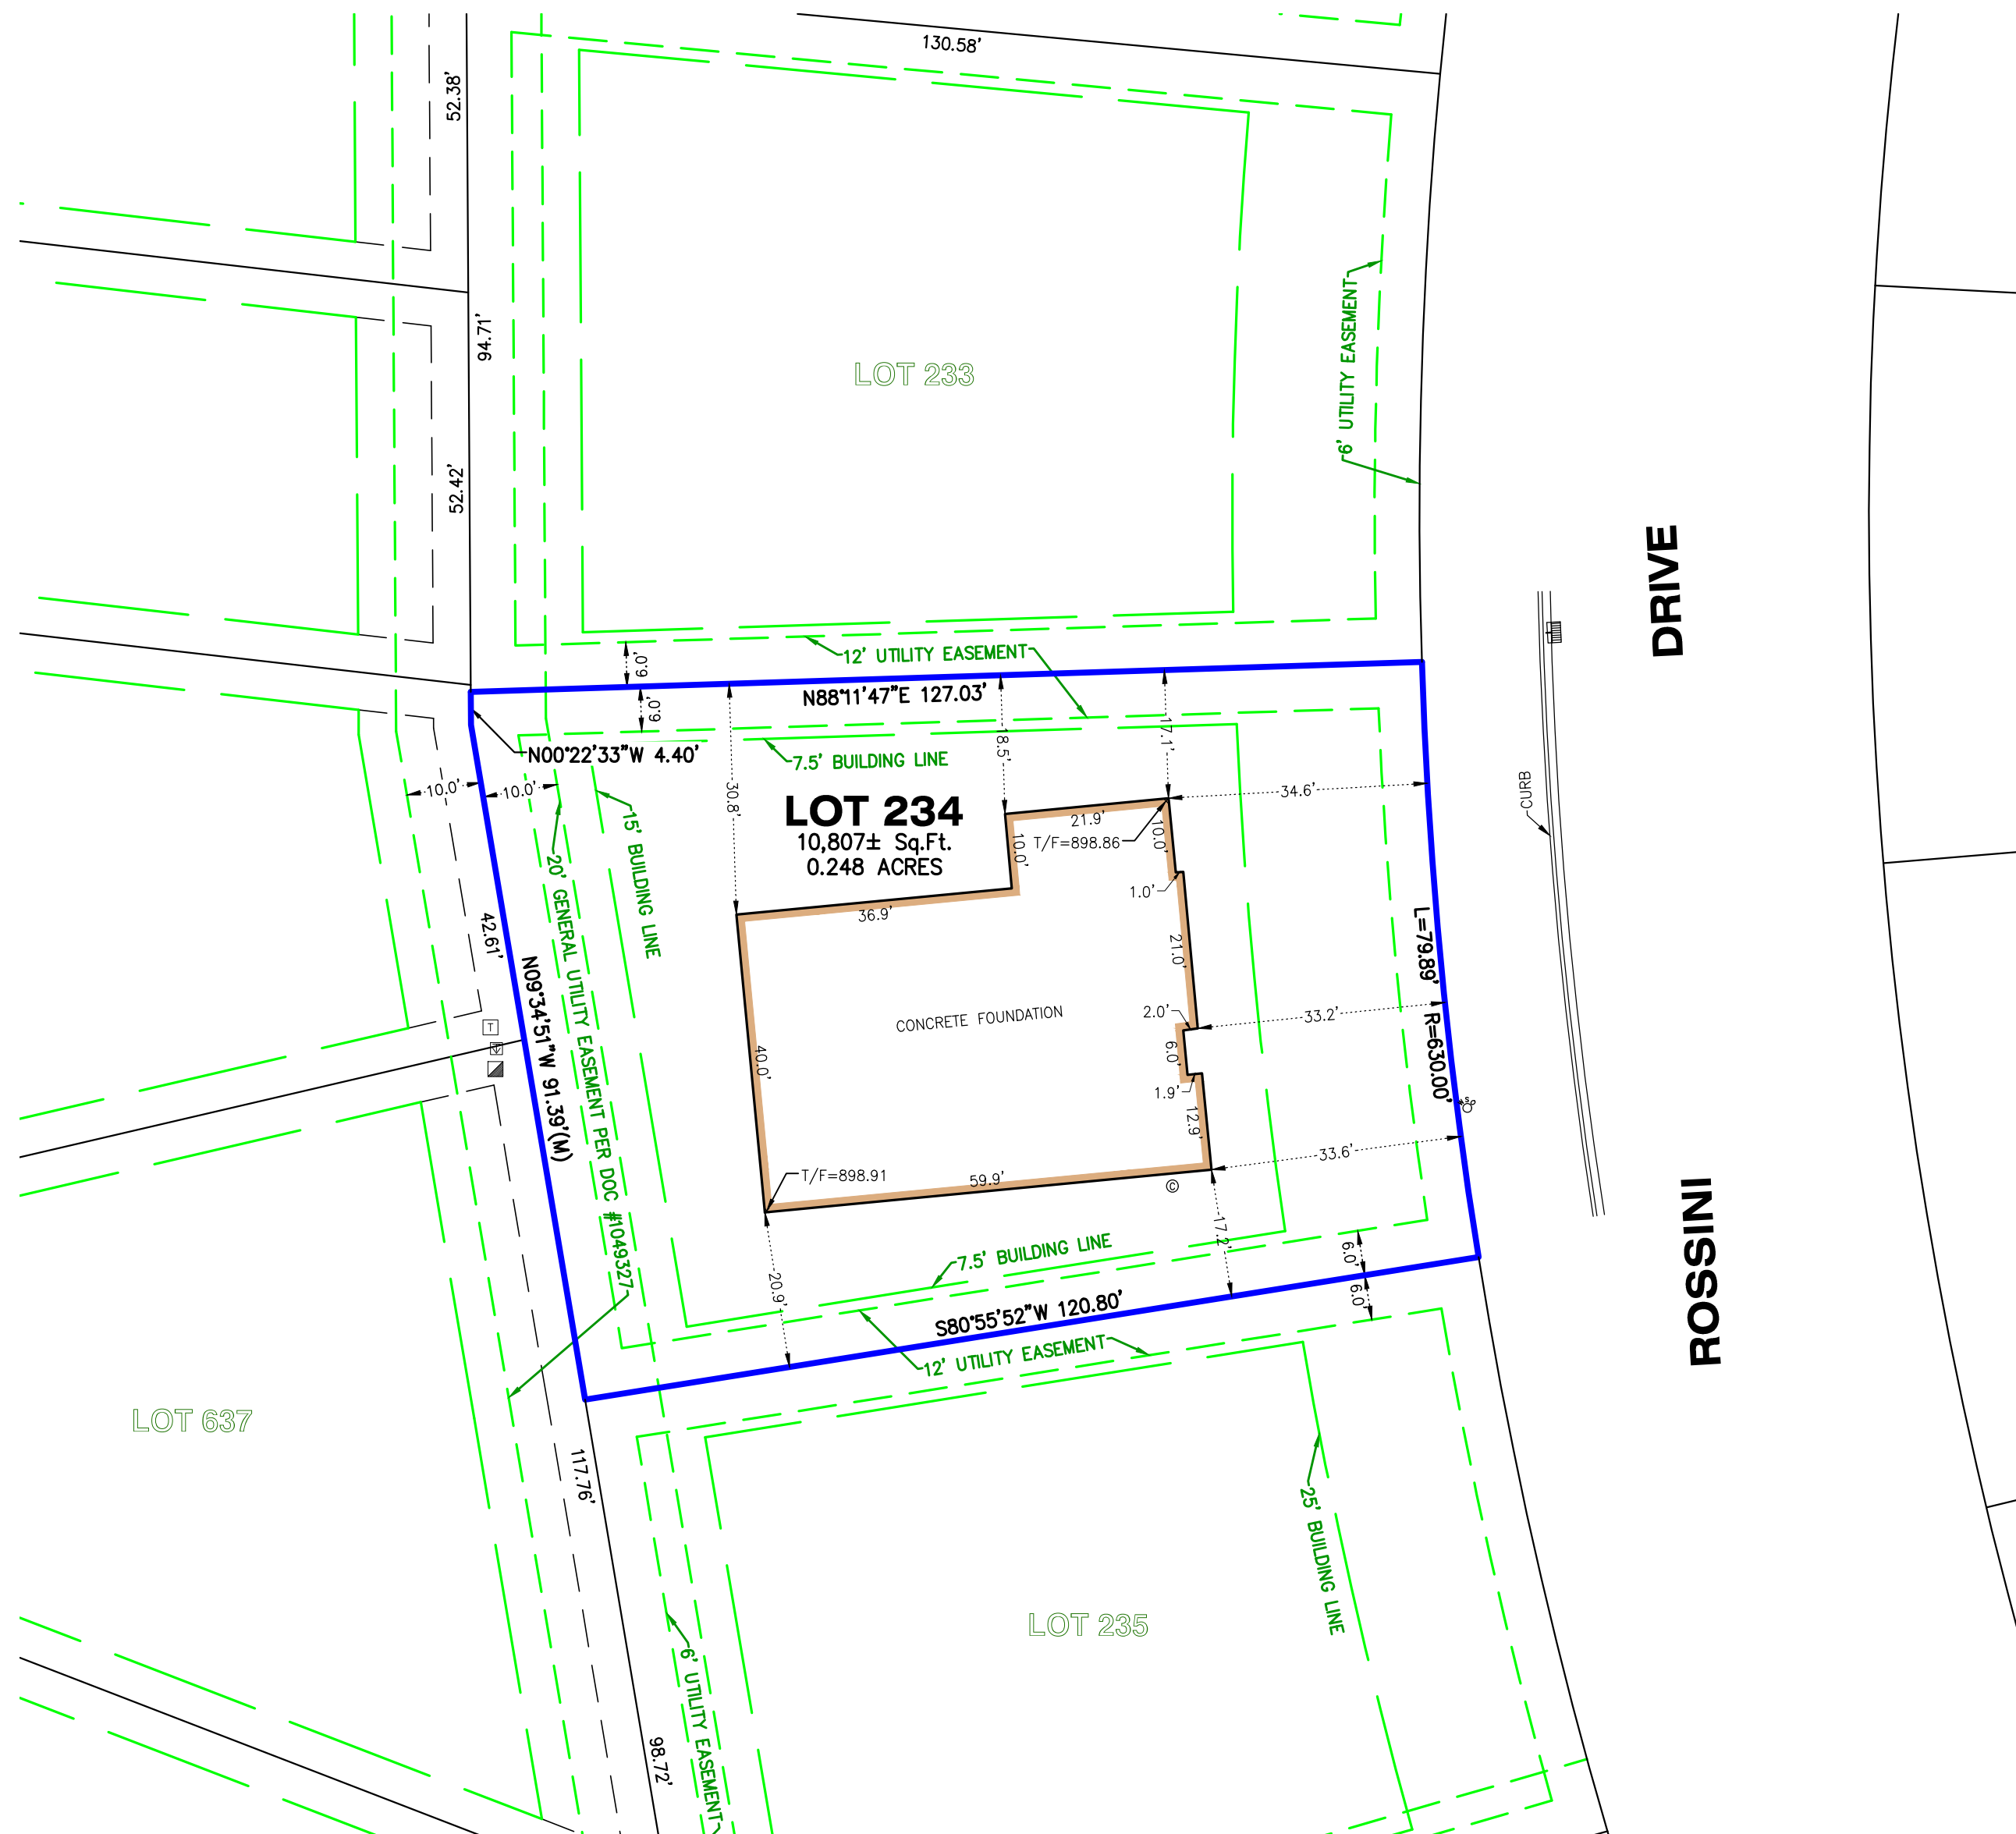 130.58'
52.38'
94.71'
52.42'
LOT 233
6' UTILITY EASEMENT
DRIVE
6.0'
12' UTILITY EASEMENT
N88°11'47"E 127.03'
6.0'
N00°22'33"W 4.40'
7.5' BUILDING LINE
18.5'
17.1'
30.8'
10.0'
10.0'
34.6'
CURB
LOT 234
10,807± Sq.Ft.
0.248 ACRES
21.9'
10.0'
10.0'
T/F=898.86
1.0'
15' BUILDING LINE
20' GENERAL UTILITY EASEMENT PER DOC #1049327
42.61'
36.9'
L=79.89' R=630.00'
21.0'
N09°34'51"W 91.39'(M)
CONCRETE FOUNDATION
2.0'
33.2'
T
E
40.0'
6.0'
1.9'
12.9'
33.6'
T/F=898.91
59.9'
©
17.2'
7.5' BUILDING LINE
6.0'
6.0'
20.9'
S80°55'52"W 120.80'
12' UTILITY EASEMENT
ROSSINI
LOT 637
117.76'
25' BUILDING LINE
LOT 235
6' UTILITY EASEMENT
98.72'